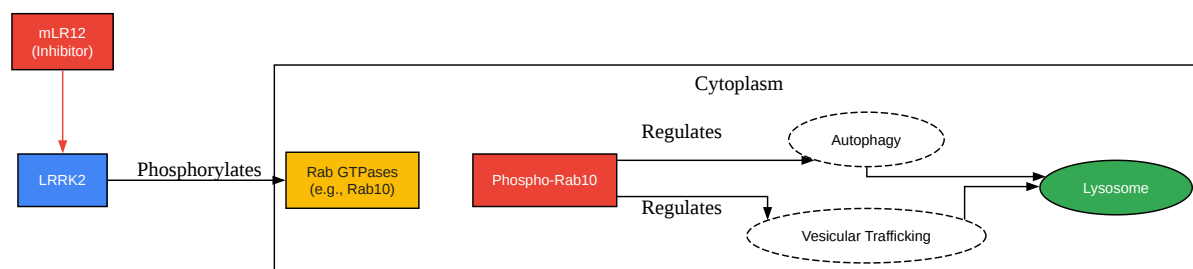 mLR12
(Inhibitor)
Cytoplasm
Regulates
Autophagy
Phosphorylates
LRRK2
Rab GTPases
(e.g., Rab10)
Phospho-Rab10
Lysosome
Regulates
Vesicular Trafficking